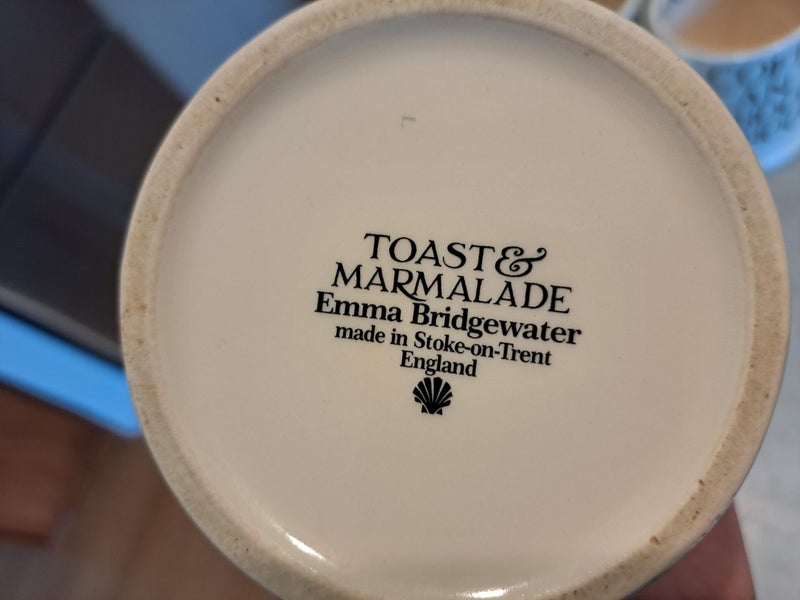 TOAST &
MARMALADE
Emma Bridgewater
made in Stoke-on-Trent
England